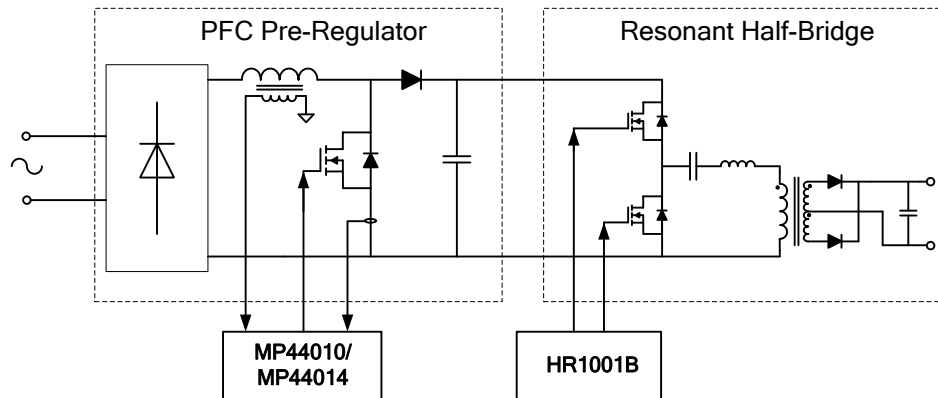 PFC Pre-Regulator
Resonant Half-Bridge
MP44010/
MP44014
HR1001B